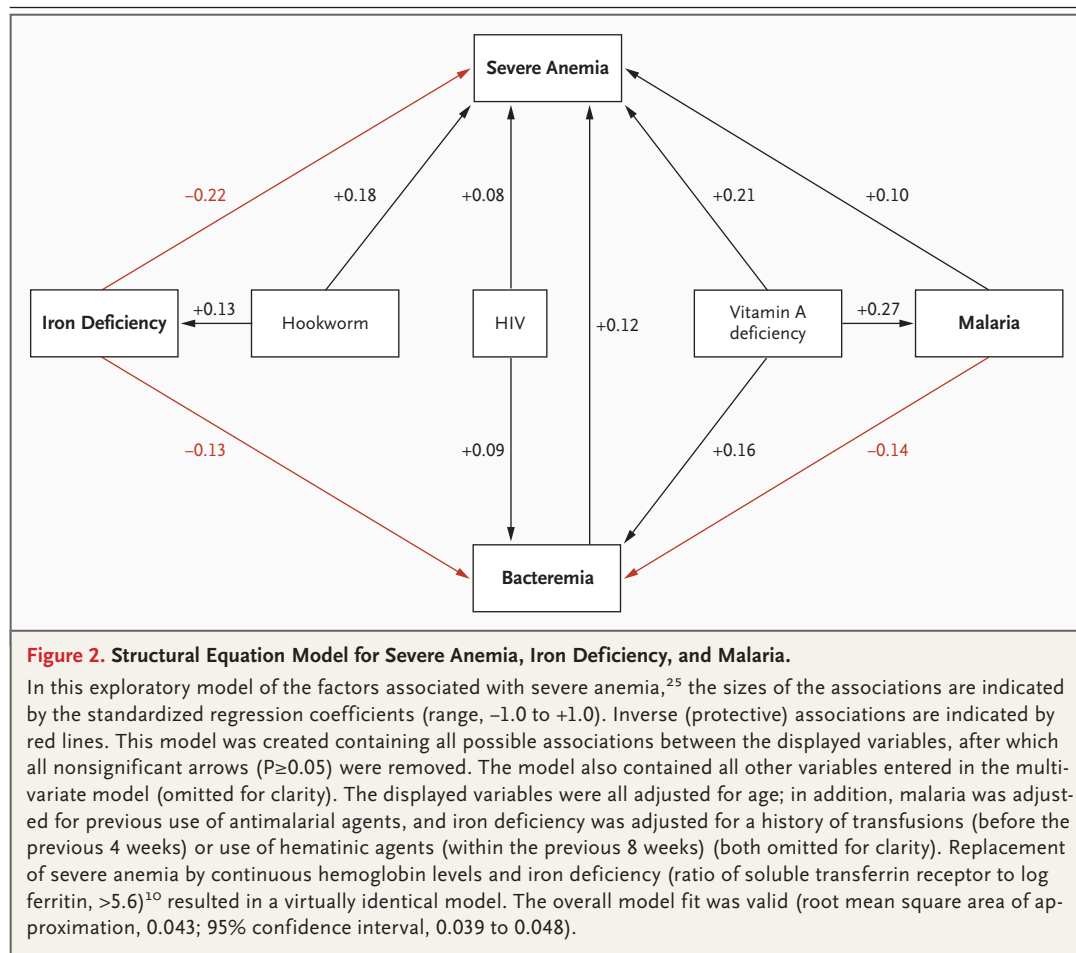 Severe Anemia
–0.22
+0.18
+0.08
+0.21
+0.10
Iron Deficiency
+0.13
Hookworm
HIV
+0.12
Vitamin A
deficiency
+0.27
Malaria
–0.13
+0.09
+0.16
–0.14
Bacteremia
Figure 2. Structural Equation Model for Severe Anemia, Iron Deficiency, and Malaria.
In this exploratory model of the factors associated with severe anemia,²⁵ the sizes of the associations are indicated
by the standardized regression coefficients (range, –1.0 to +1.0). Inverse (protective) associations are indicated by
red lines. This model was created containing all possible associations between the displayed variables, after which
all nonsignificant arrows (P≥0.05) were removed. The model also contained all other variables entered in the multi-
variate model (omitted for clarity). The displayed variables were all adjusted for age; in addition, malaria was adjust-
ed for previous use of antimalarial agents, and iron deficiency was adjusted for a history of transfusions (before the
previous 4 weeks) or use of hematinic agents (within the previous 8 weeks) (both omitted for clarity). Replacement
of severe anemia by continuous hemoglobin levels and iron deficiency (ratio of soluble transferrin receptor to log
ferritin, >5.6)¹⁰ resulted in a virtually identical model. The overall model fit was valid (root mean square area of ap-
proximation, 0.043; 95% confidence interval, 0.039 to 0.048).